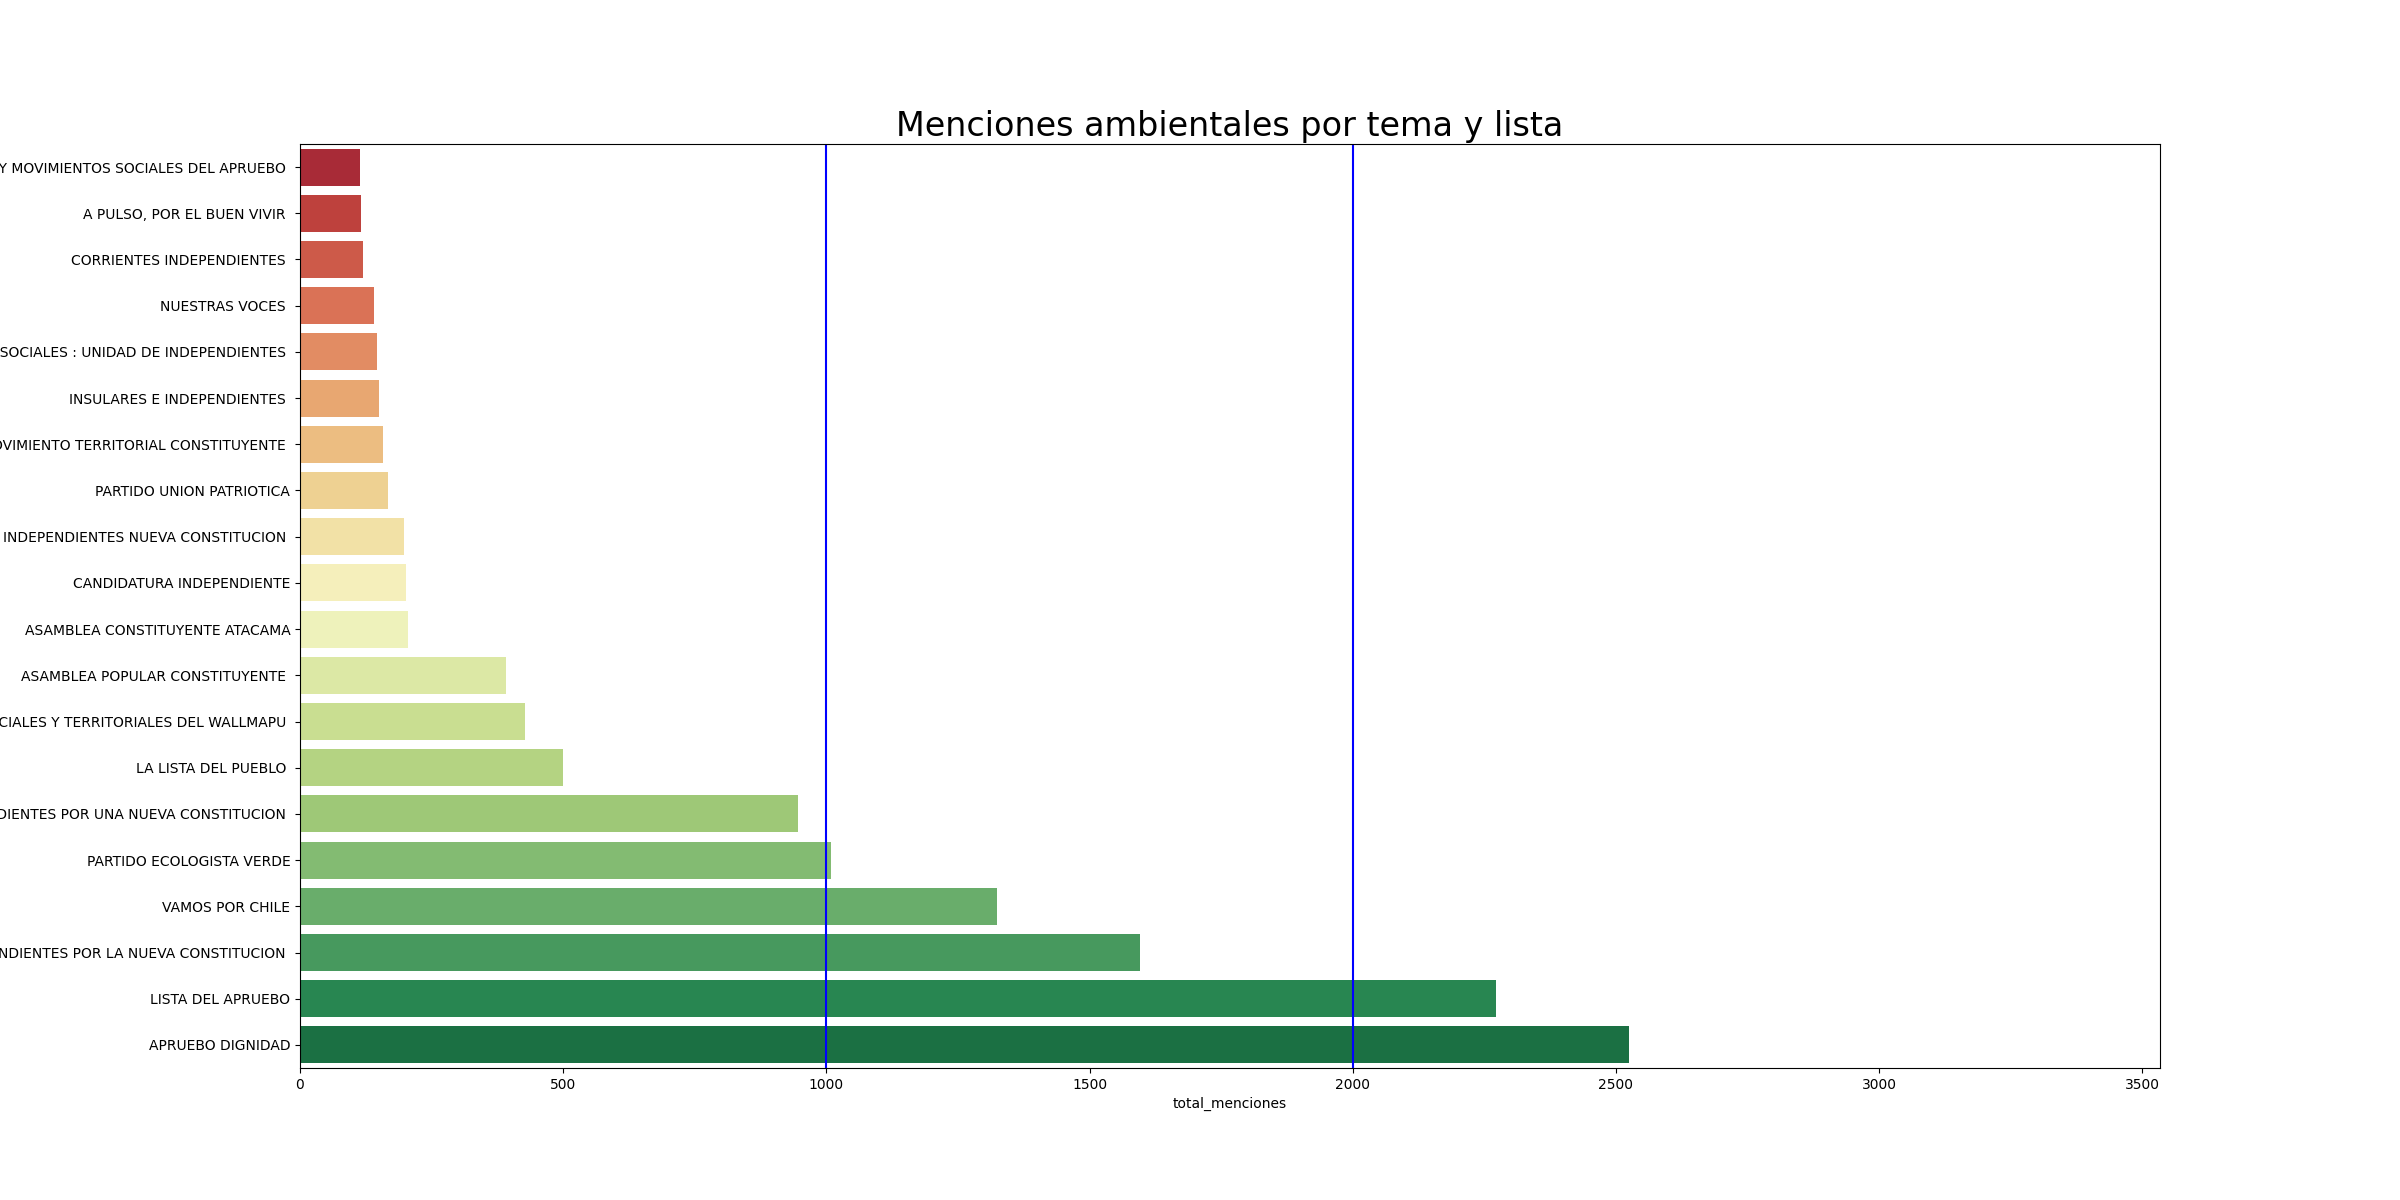 Menciones ambientales por tema y lista
Y MOVIMIENTOS SOCIALES DEL APRUEBO
A PULSO, POR EL BUEN VIVIR
CORRIENTES INDEPENDIENTES
NUESTRAS VOCES
SOCIALES : UNIDAD DE INDEPENDIENTES
INSULARES E INDEPENDIENTES
OVIMIENTO TERRITORIAL CONSTITUYENTE
PARTIDO UNION PATRIOTICA
INDEPENDIENTES NUEVA CONSTITUCION
CANDIDATURA INDEPENDIENTE
ASAMBLEA CONSTITUYENTE ATACAMA
ASAMBLEA POPULAR CONSTITUYENTE
CIALES Y TERRITORIALES DEL WALLMAPU
LA LISTA DEL PUEBLO
DIENTES POR UNA NUEVA CONSTITUCION
PARTIDO ECOLOGISTA VERDE
VAMOS POR CHILE
NDIENTES POR LA NUEVA CONSTITUCION
LISTA DEL APRUEBO
APRUEBO DIGNIDAD
0 500 1000 1500 2000 2500 3000 3500
total_menciones